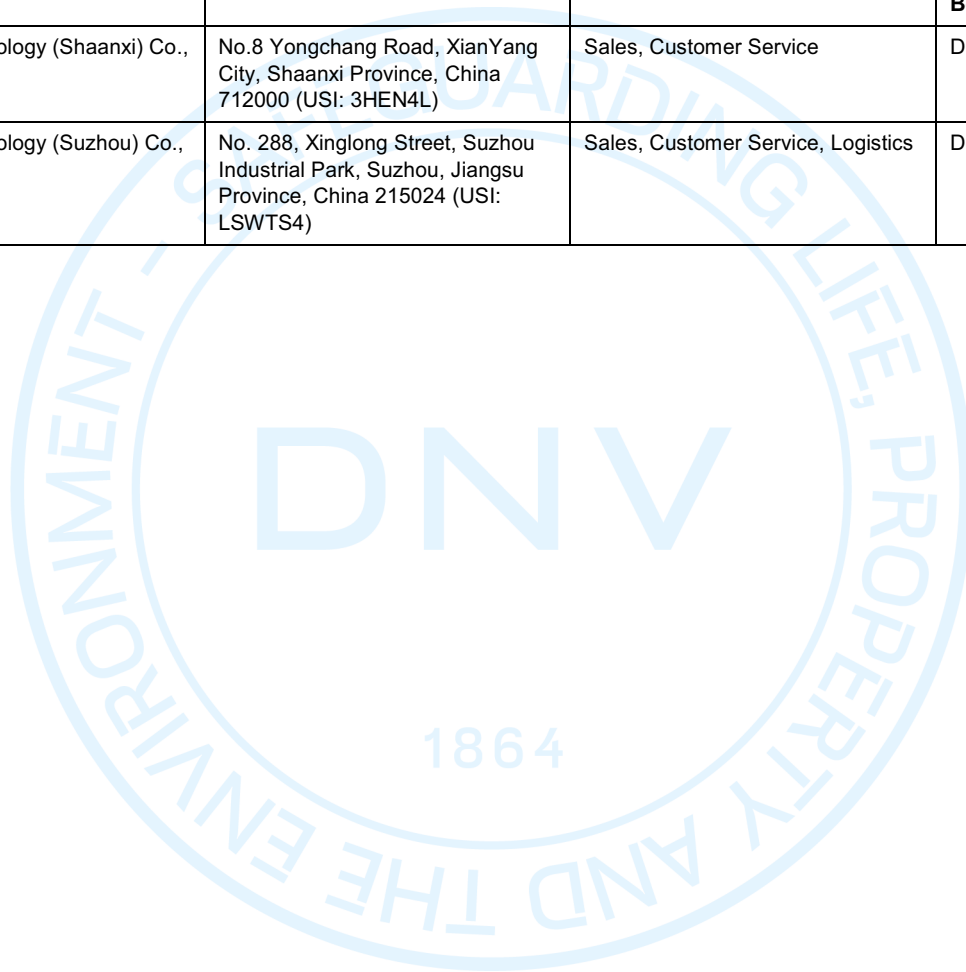 B
ology (Shaanxi) Co.,
No.8 Yongchang Road, XianYang
City, Shaanxi Province, China
712000 (USI: 3HEN4L)
Sales, Customer Service
D
ology (Suzhou) Co.,
No. 288, Xinglong Street, Suzhou
Industrial Park, Suzhou, Jiangsu
Province, China 215024 (USI:
LSWTS4)
Sales, Customer Service, Logistics
D
SAFEGUARDING LIFE, PROPERTY AND THE ENVIRONMENT –
DNV
1864